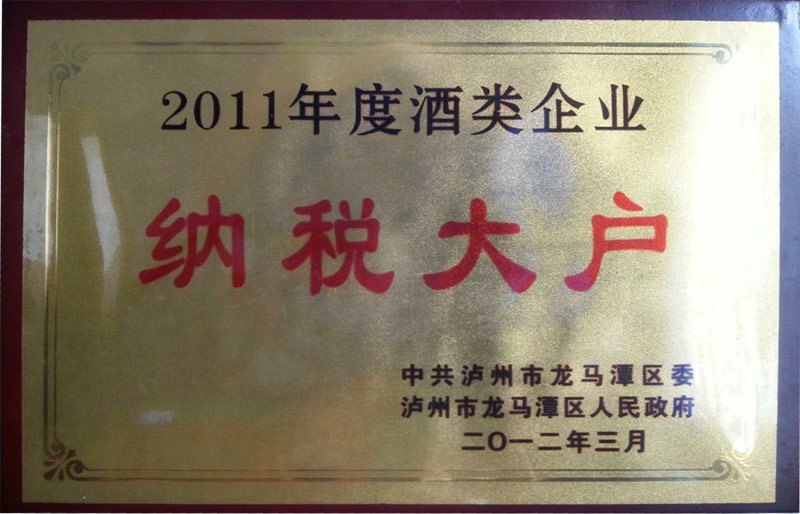 2011年度酒类企业
纳税大户
中共泸州市龙马潭区委
泸州市龙马潭区人民政府
二〇一二年三月